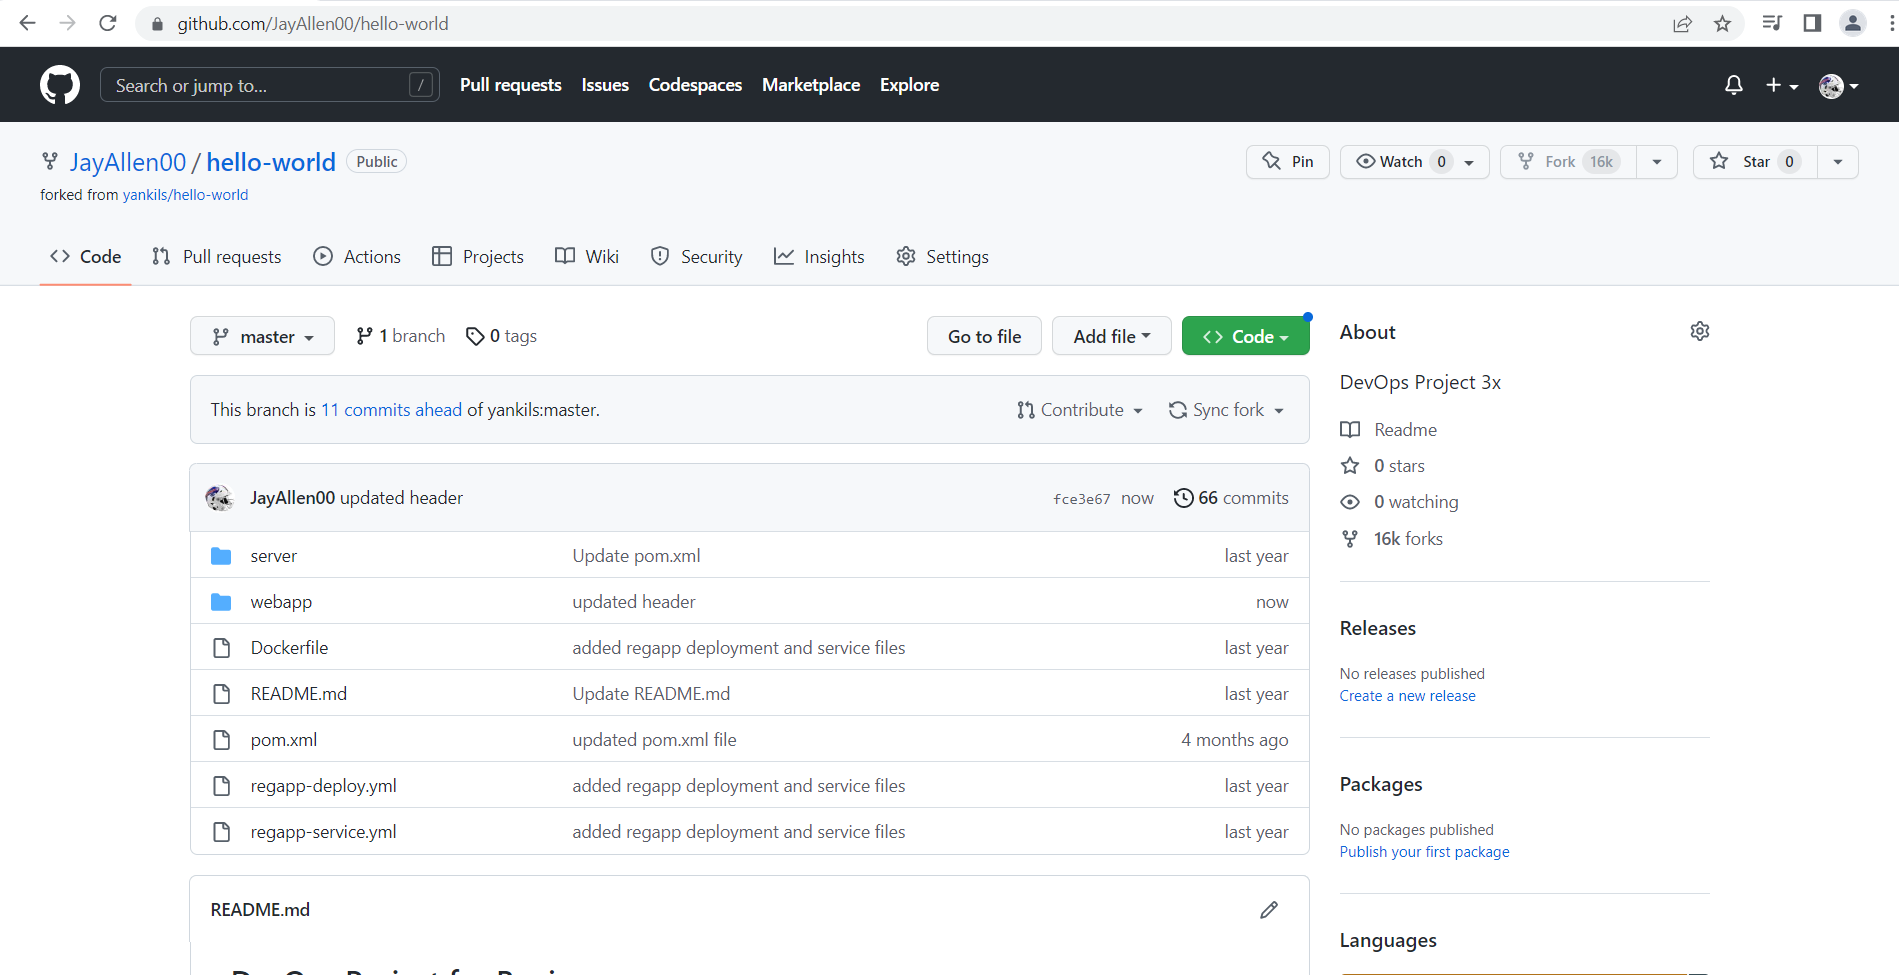 github.com/JayAllen00/hello-world
Search or jump to... /
Pull requests Issues Codespaces Marketplace Explore
JayAllen00 / hello-world Public
Pin Watch 0 Fork 16k Star 0
forked from yankils/hello-world
Code Pull requests Actions Projects Wiki Security Insights Settings
master 1 branch 0 tags Go to file Add file Code
This branch is 11 commits ahead of yankils:master. Contribute Sync fork
JayAllen00 updated header fce3e67 now 66 commits
server Update pom.xml last year
webapp updated header now
Dockerfile added regapp deployment and service files last year
README.md Update README.md last year
pom.xml updated pom.xml file 4 months ago
regapp-deploy.yml added regapp deployment and service files last year
regapp-service.yml added regapp deployment and service files last year
README.md
About
DevOps Project 3x
Readme
0 stars
0 watching
16k forks
Releases
No releases published
Create a new release
Packages
No packages published
Publish your first package
Languages